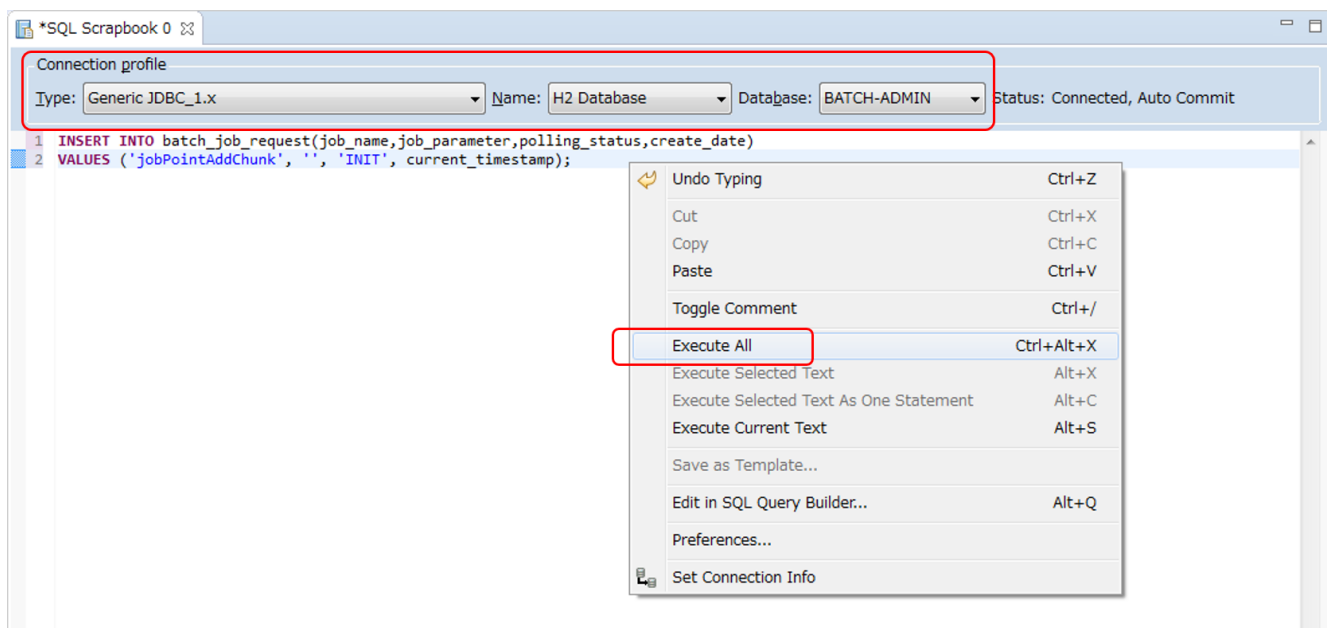 *SQL Scrapbook 0
Connection profile
Type: Generic JDBC_1.x Name: H2 Database Database: BATCH-ADMIN Status: Connected, Auto Commit
1 INSERT INTO batch_job_request(job_name,job_parameter,polling_status,create_date)
2 VALUES ('jobPointAddChunk', '', 'INIT', current_timestamp);
Undo Typing Ctrl+Z
Cut Ctrl+X
Copy Ctrl+C
Paste Ctrl+V
Toggle Comment Ctrl+/
Execute All Ctrl+Alt+X
Execute Selected Text Alt+X
Execute Selected Text As One Statement Alt+C
Execute Current Text Alt+S
Save as Template...
Edit in SQL Query Builder... Alt+Q
Preferences...
Set Connection Info